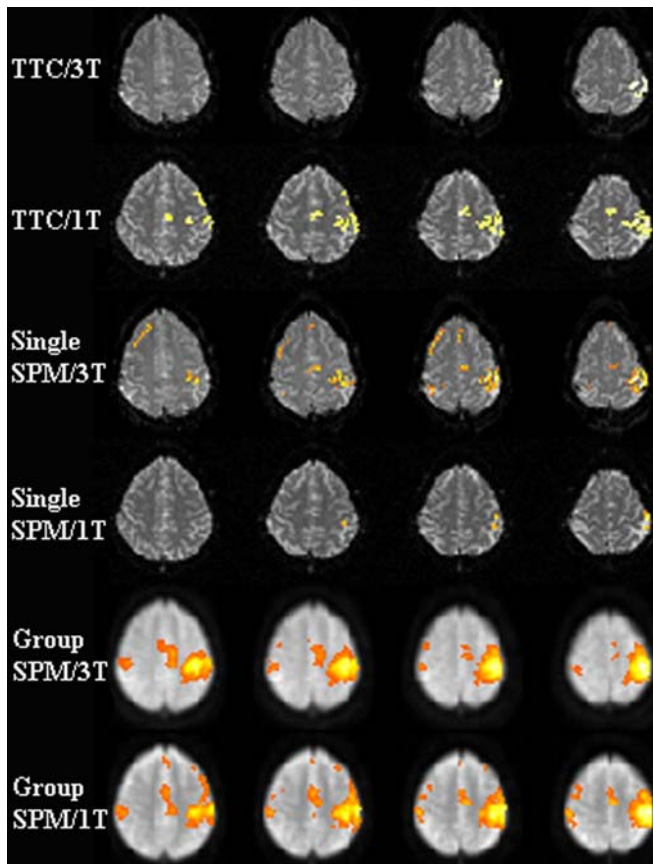 TTC/3T
TTC/1T
Single
SPM/3T
Single
SPM/1T
Group
SPM/3T
Group
SPM/1T